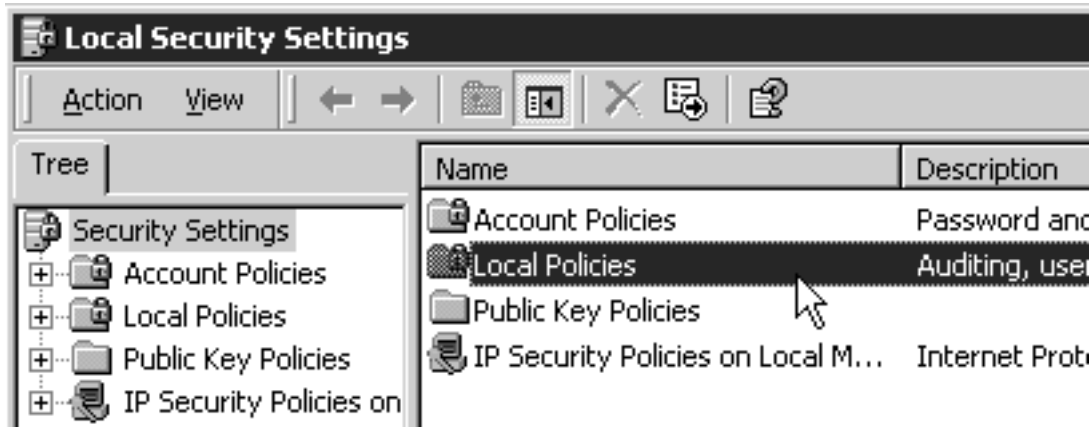 Local Security Settings
Action View
Tree
Name Description
Security Settings
Account Policies
Local Policies
Public Key Policies
IP Security Policies on
Account Policies Password and
Local Policies Auditing, user
Public Key Policies
IP Security Policies on Local M... Internet Proto